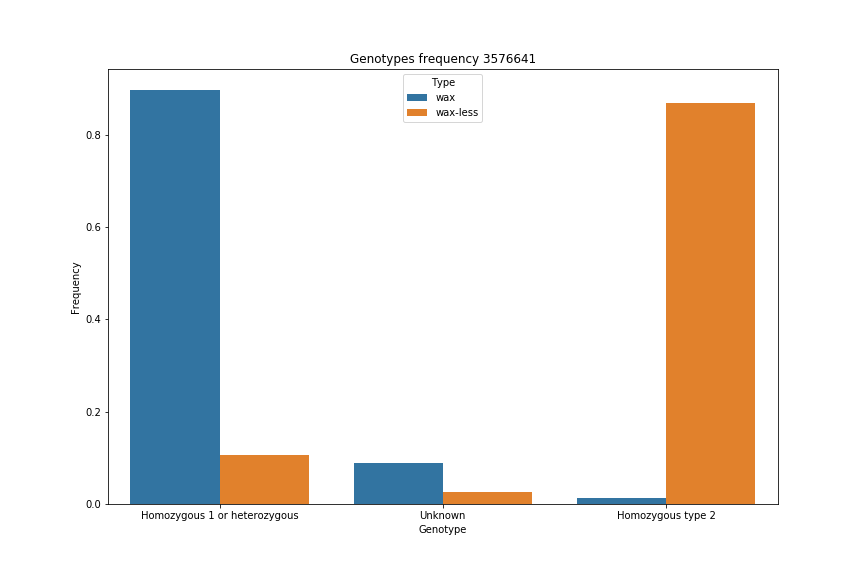 Genotypes frequency 3576641
Type
wax
wax-less
0.8
0.6
0.4
0.2
0.0
Frequency
Homozygous 1 or heterozygous
Unknown
Homozygous type 2
Genotype